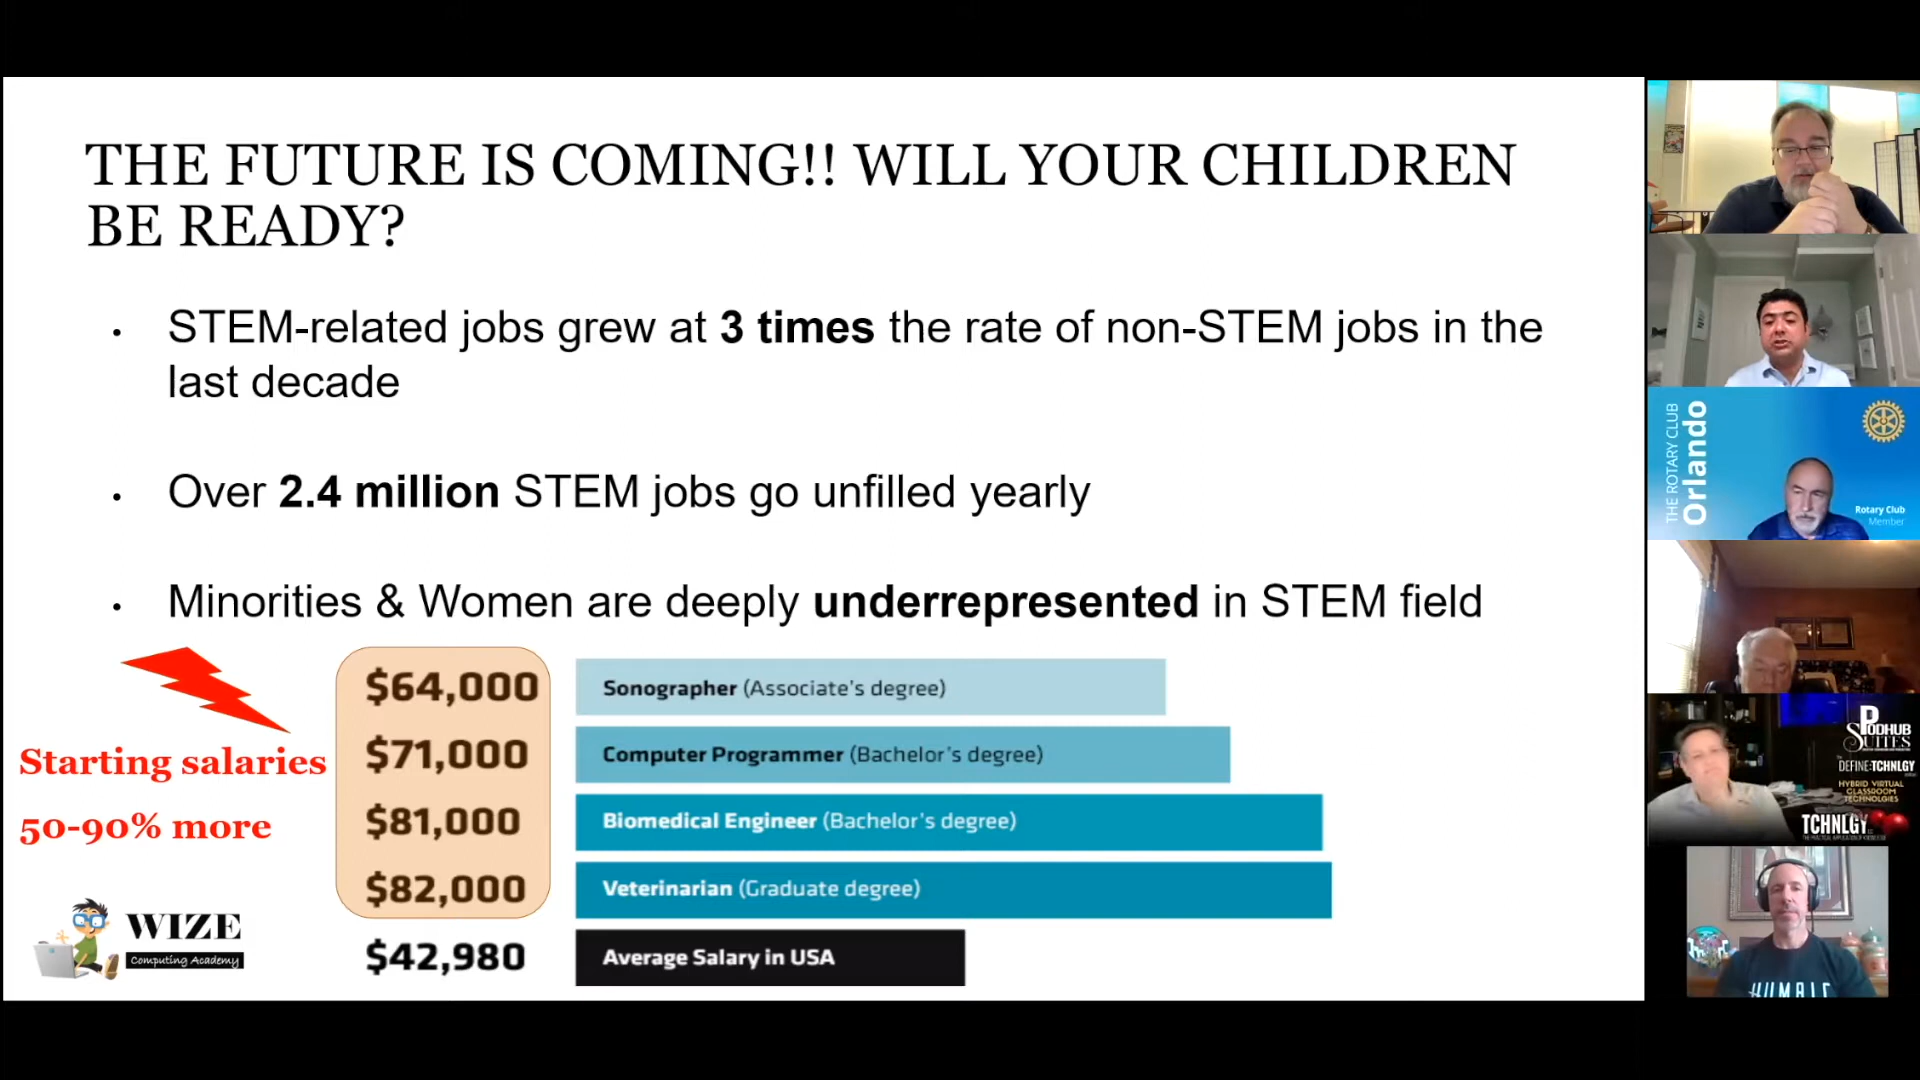 THE FUTURE IS COMING!! WILL YOUR CHILDREN
BE READY?
STEM-related jobs grew at 3 times the rate of non-STEM jobs in the
last decade
Over 2.4 million STEM jobs go unfilled yearly
Minorities & Women are deeply underrepresented in STEM field
Starting salaries
50-90% more
$64,000 Sonographer (Associate's degree)
$71,000 Computer Programmer (Bachelor's degree)
$81,000 Biomedical Engineer (Bachelor's degree)
$82,000 Veterinarian (Graduate degree)
$42,980 Average Salary in USA
WIZE
Computing Academy
THE ROTARY CLUB
Orlando
Rotary Club
Member
PODHUB
SUITES
DEFINE:TCHNLGY
HYBRID VIRTUAL
CLASSROOM
TECHNOLGIES
TCHNLGY
HUMBLE